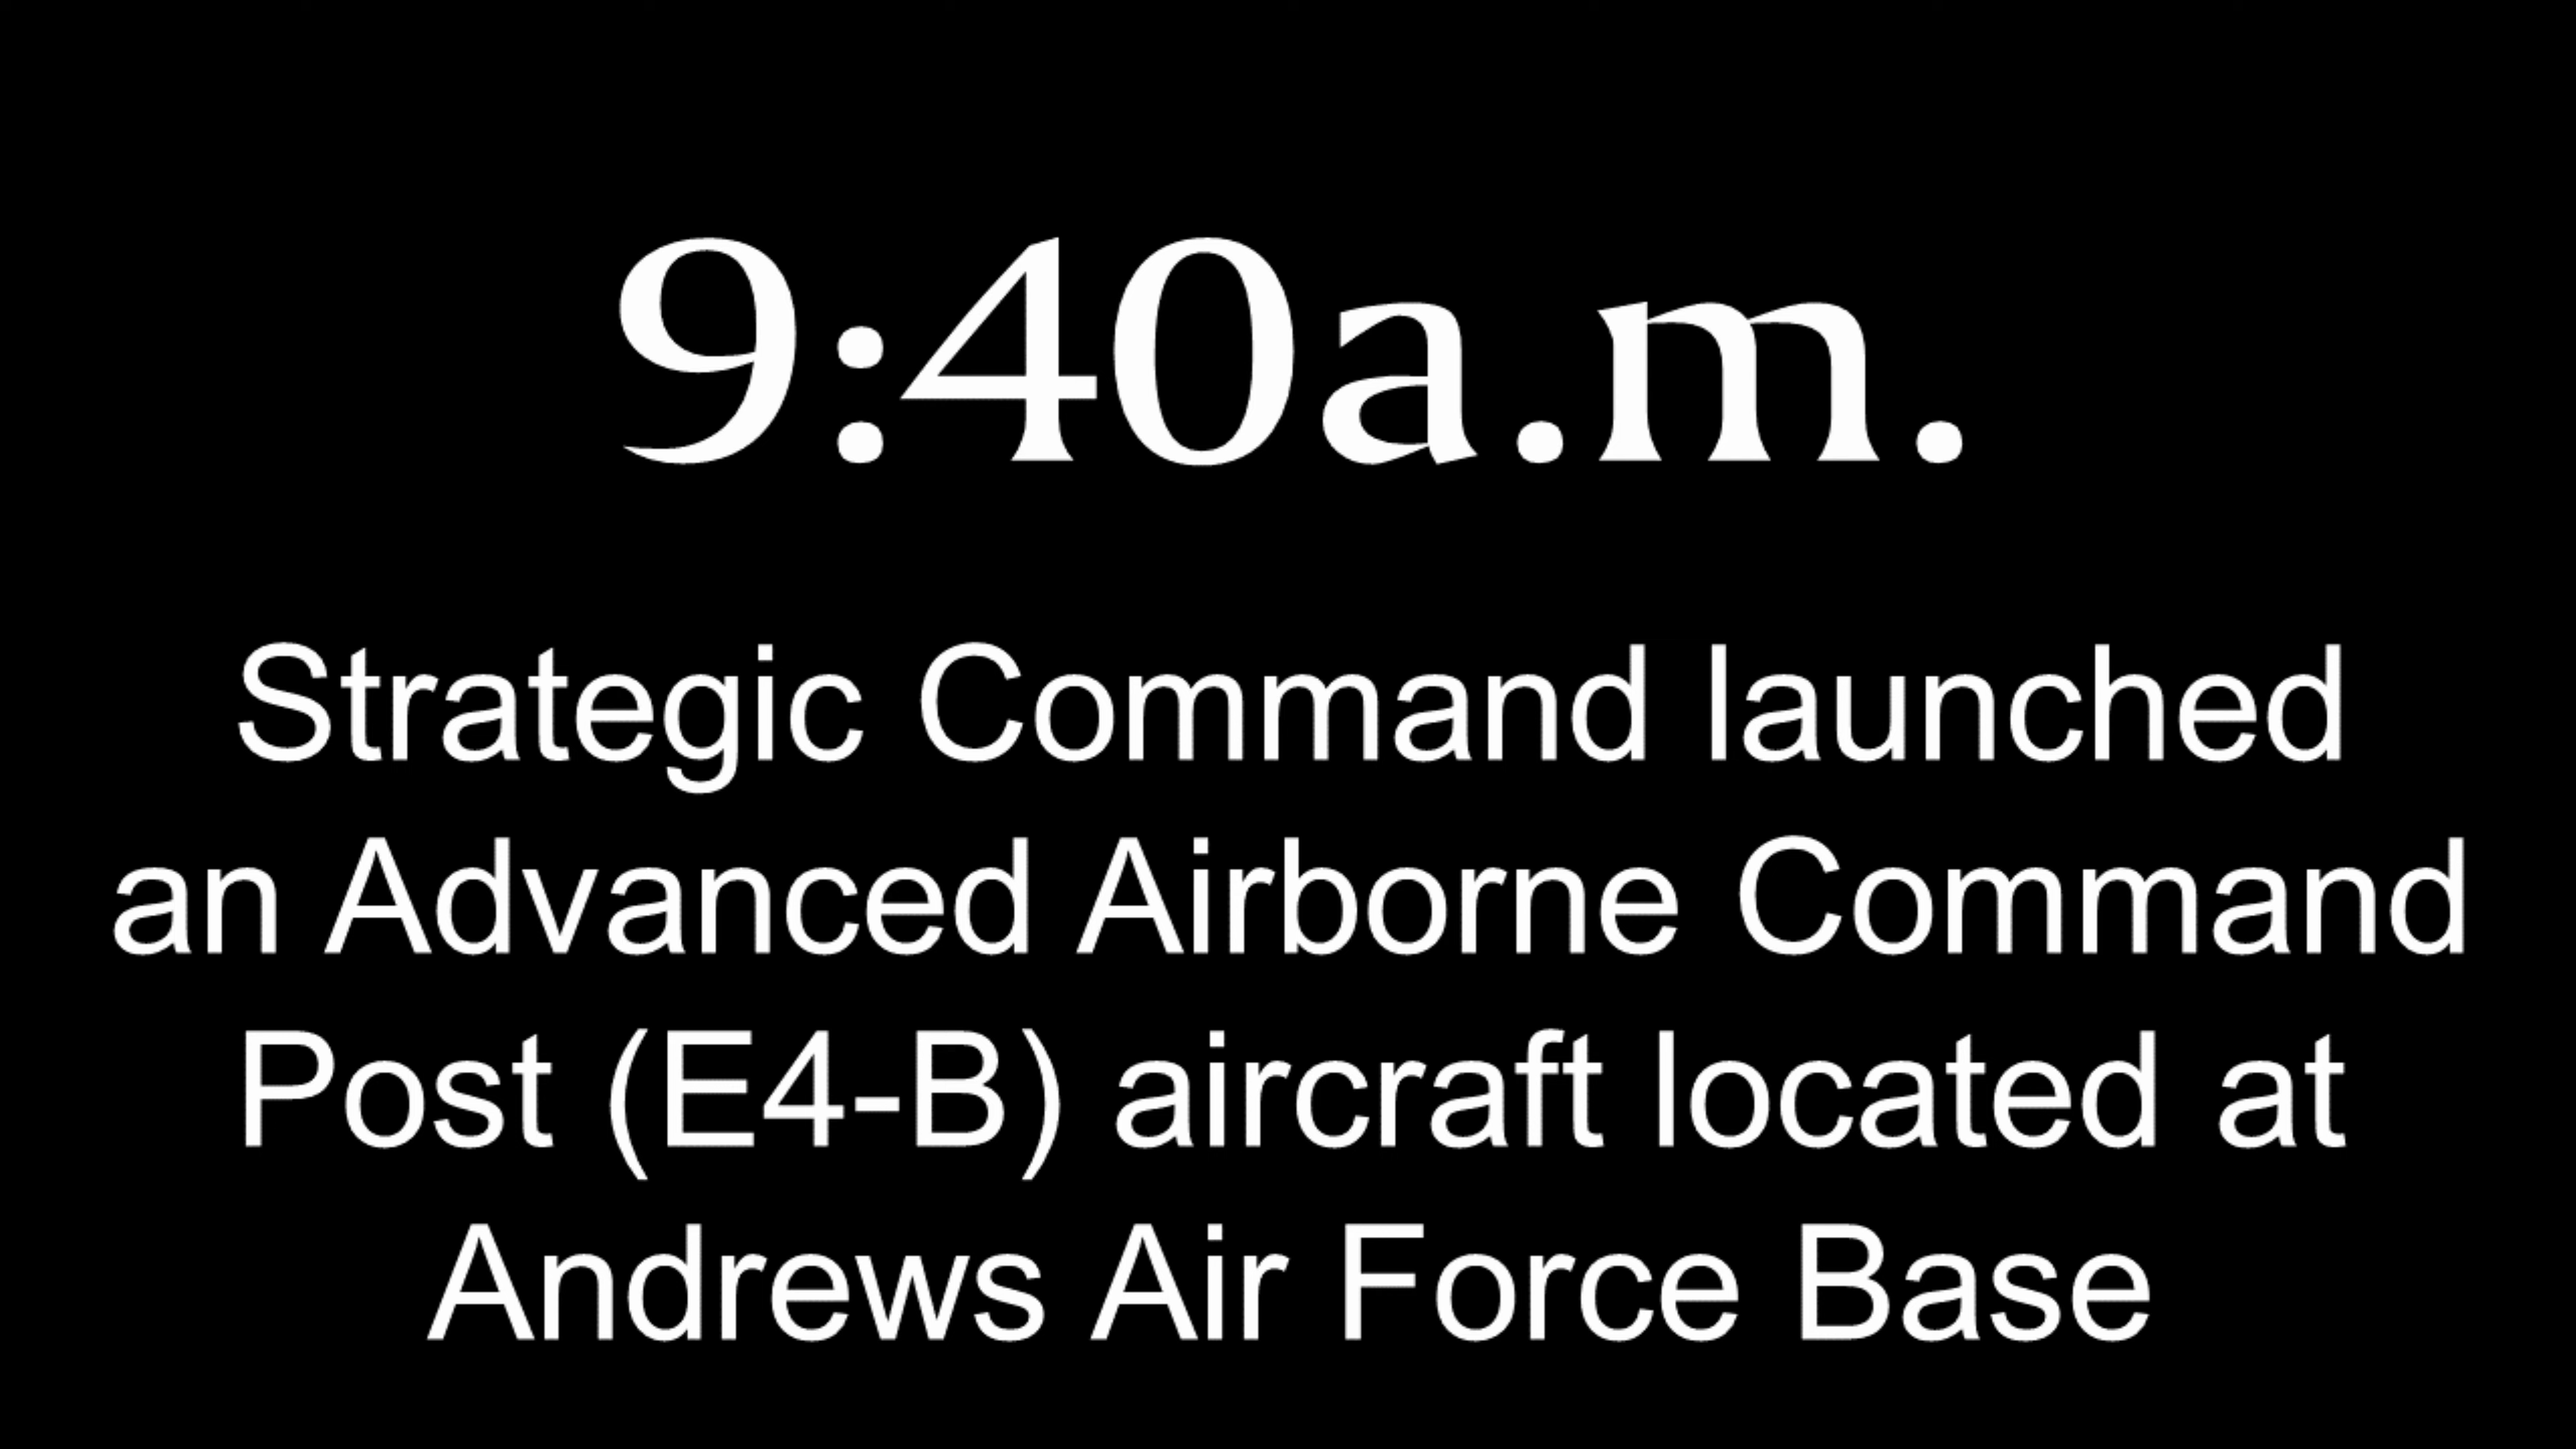 9:40a.m.
Strategic Command launched
an Advanced Airborne Command
Post (E4-B) aircraft located at
Andrews Air Force Base